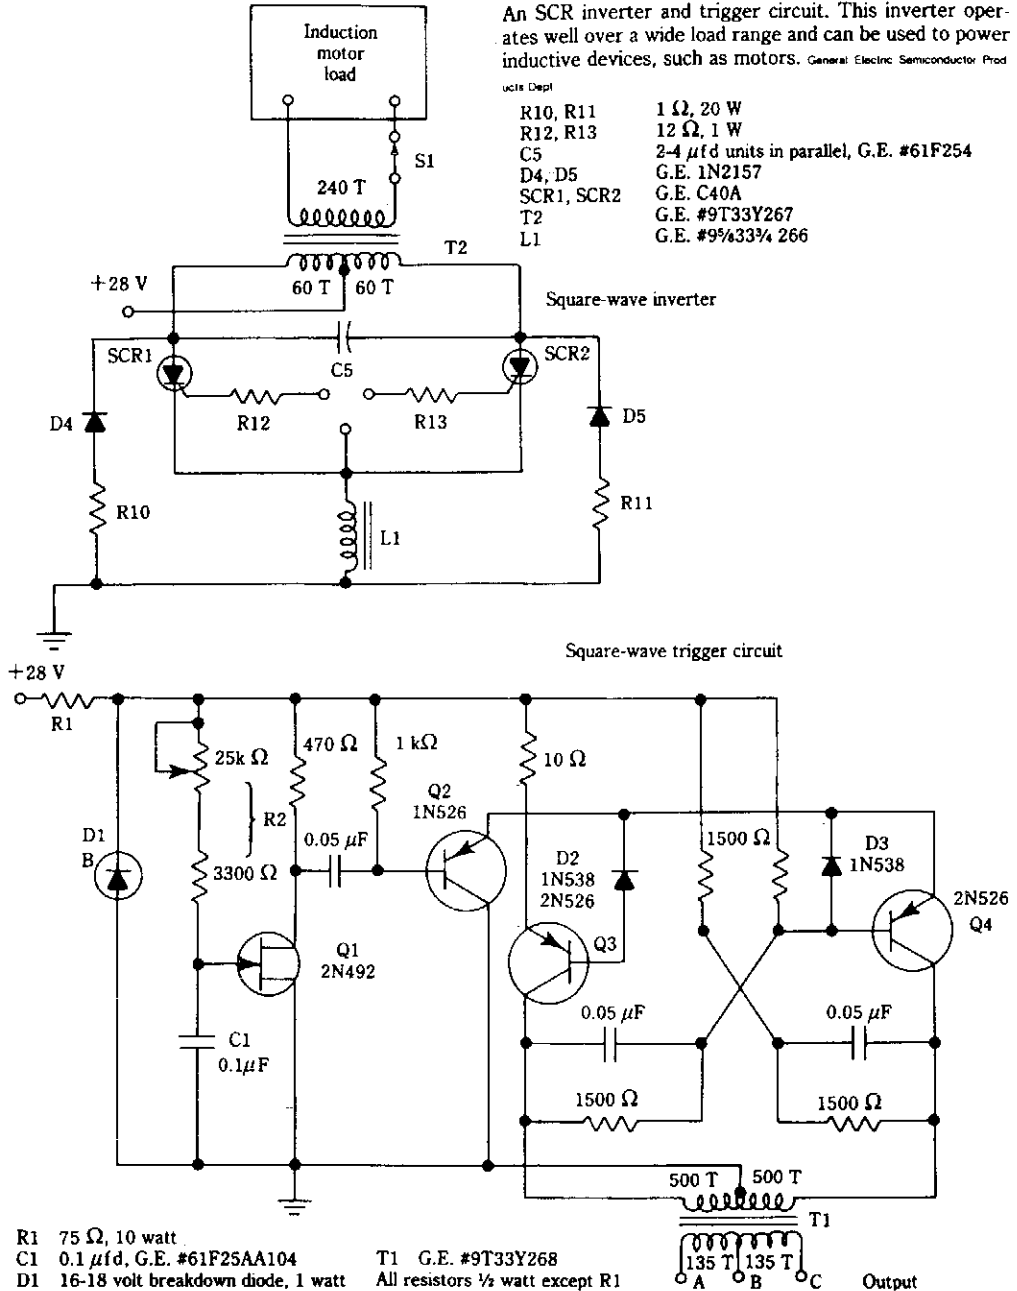 An SCR inverter and trigger circuit. This inverter oper-
ates well over a wide load range and can be used to power
inductive devices, such as motors. General Electric Semiconductor Prod
ucts Dept
R10, R11 1 Ω, 20 W
R12, R13 12 Ω, 1 W
C5 2-4 μfd units in parallel, G.E. #61F254
D4, D5 G.E. 1N2157
SCR1, SCR2 G.E. C40A
T2 G.E. #9T33Y267
L1 G.E. #9⅝33¾ 266
Induction
motor
load
S1
240 T
T2
60 T 60 T
+28 V
Square-wave inverter
SCR1
C5
SCR2
D4
R12
R13
D5
R10
L1
R11
Square-wave trigger circuit
+28 V
R1
25k Ω
470 Ω
1 kΩ
10 Ω
R2
Q2
1N526
D1
B
3300 Ω
0.05 μF
1500 Ω
D2
1N538
2N526
D3
1N538
2N526
Q4
Q3
Q1
2N492
C1
0.1μF
0.05 μF
0.05 μF
1500 Ω
1500 Ω
500 T 500 T
T1
135 T 135 T
A B C Output
R1 75 Ω, 10 watt
C1 0.1 μfd, G.E. #61F25AA104
D1 16-18 volt breakdown diode, 1 watt
T1 G.E. #9T33Y268
All resistors ½ watt except R1